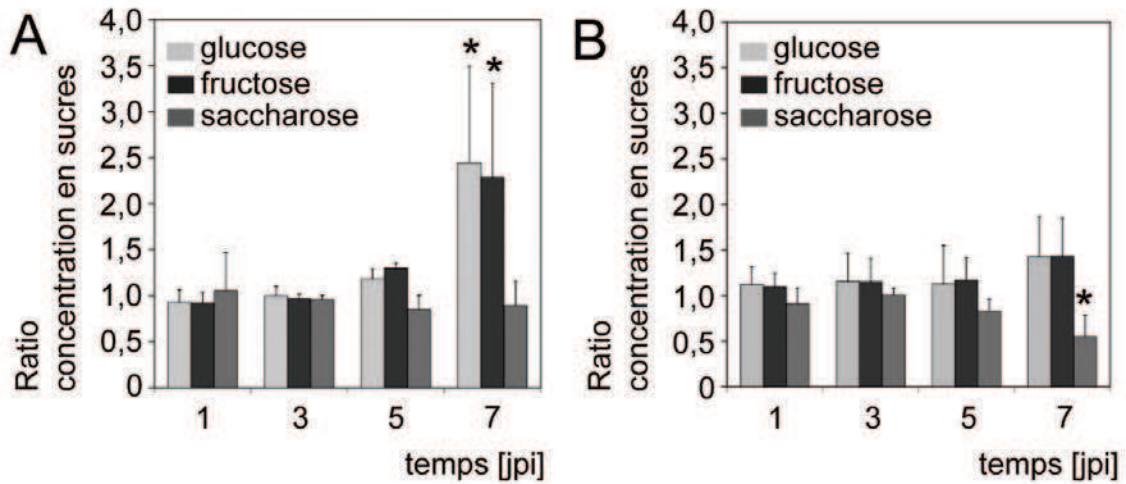 A
Ratio
concentration en sucres
4,0
3,5
3,0
2,5
2,0
1,5
1,0
0,5
0
glucose
fructose
saccharose
* *
1 3 5 7
temps [jpi]
B
Ratio
concentration en sucres
4,0
3,5
3,0
2,5
2,0
1,5
1,0
0,5
0
glucose
fructose
saccharose
*
1 3 5 7
temps [jpi]